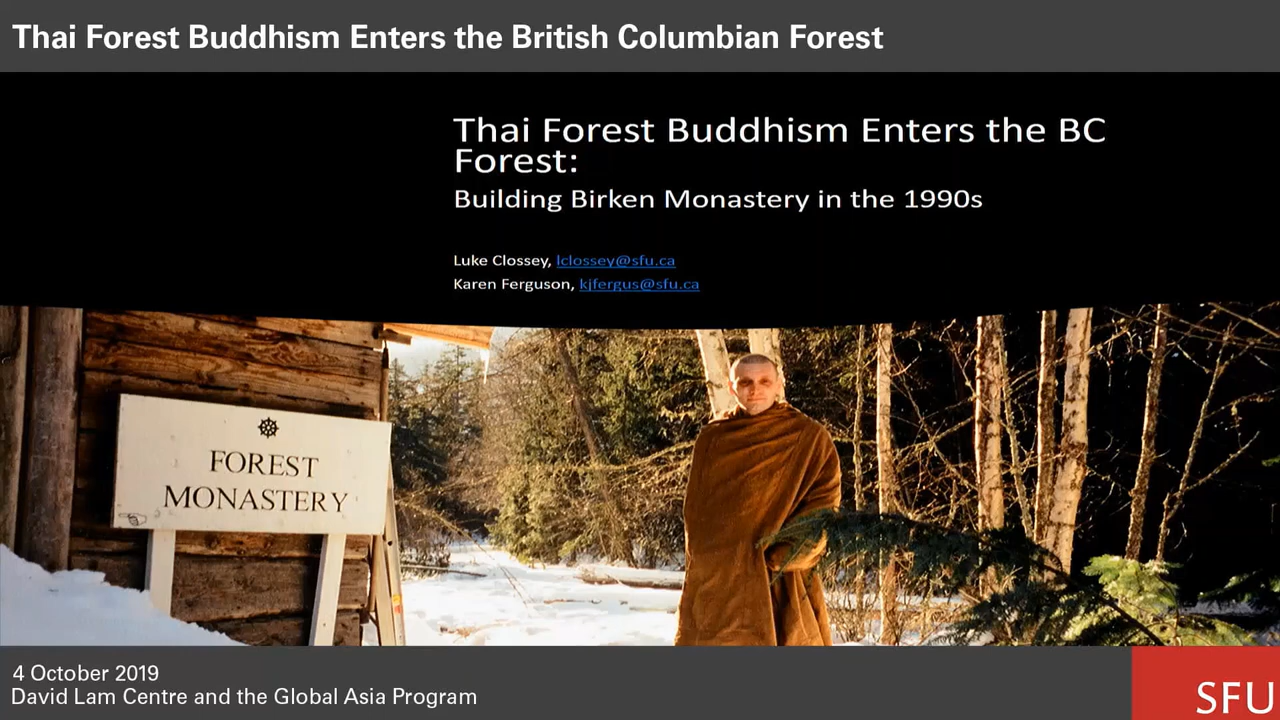 Thai Forest Buddhism Enters the British Columbian Forest
Thai Forest Buddhism Enters the BC
Forest:
Building Birken Monastery in the 1990s
Luke Clossey, lclossey@sfu.ca
Karen Ferguson, kjfergus@sfu.ca
FOREST
MONASTERY
4 October 2019
David Lam Centre and the Global Asia Program
SFU